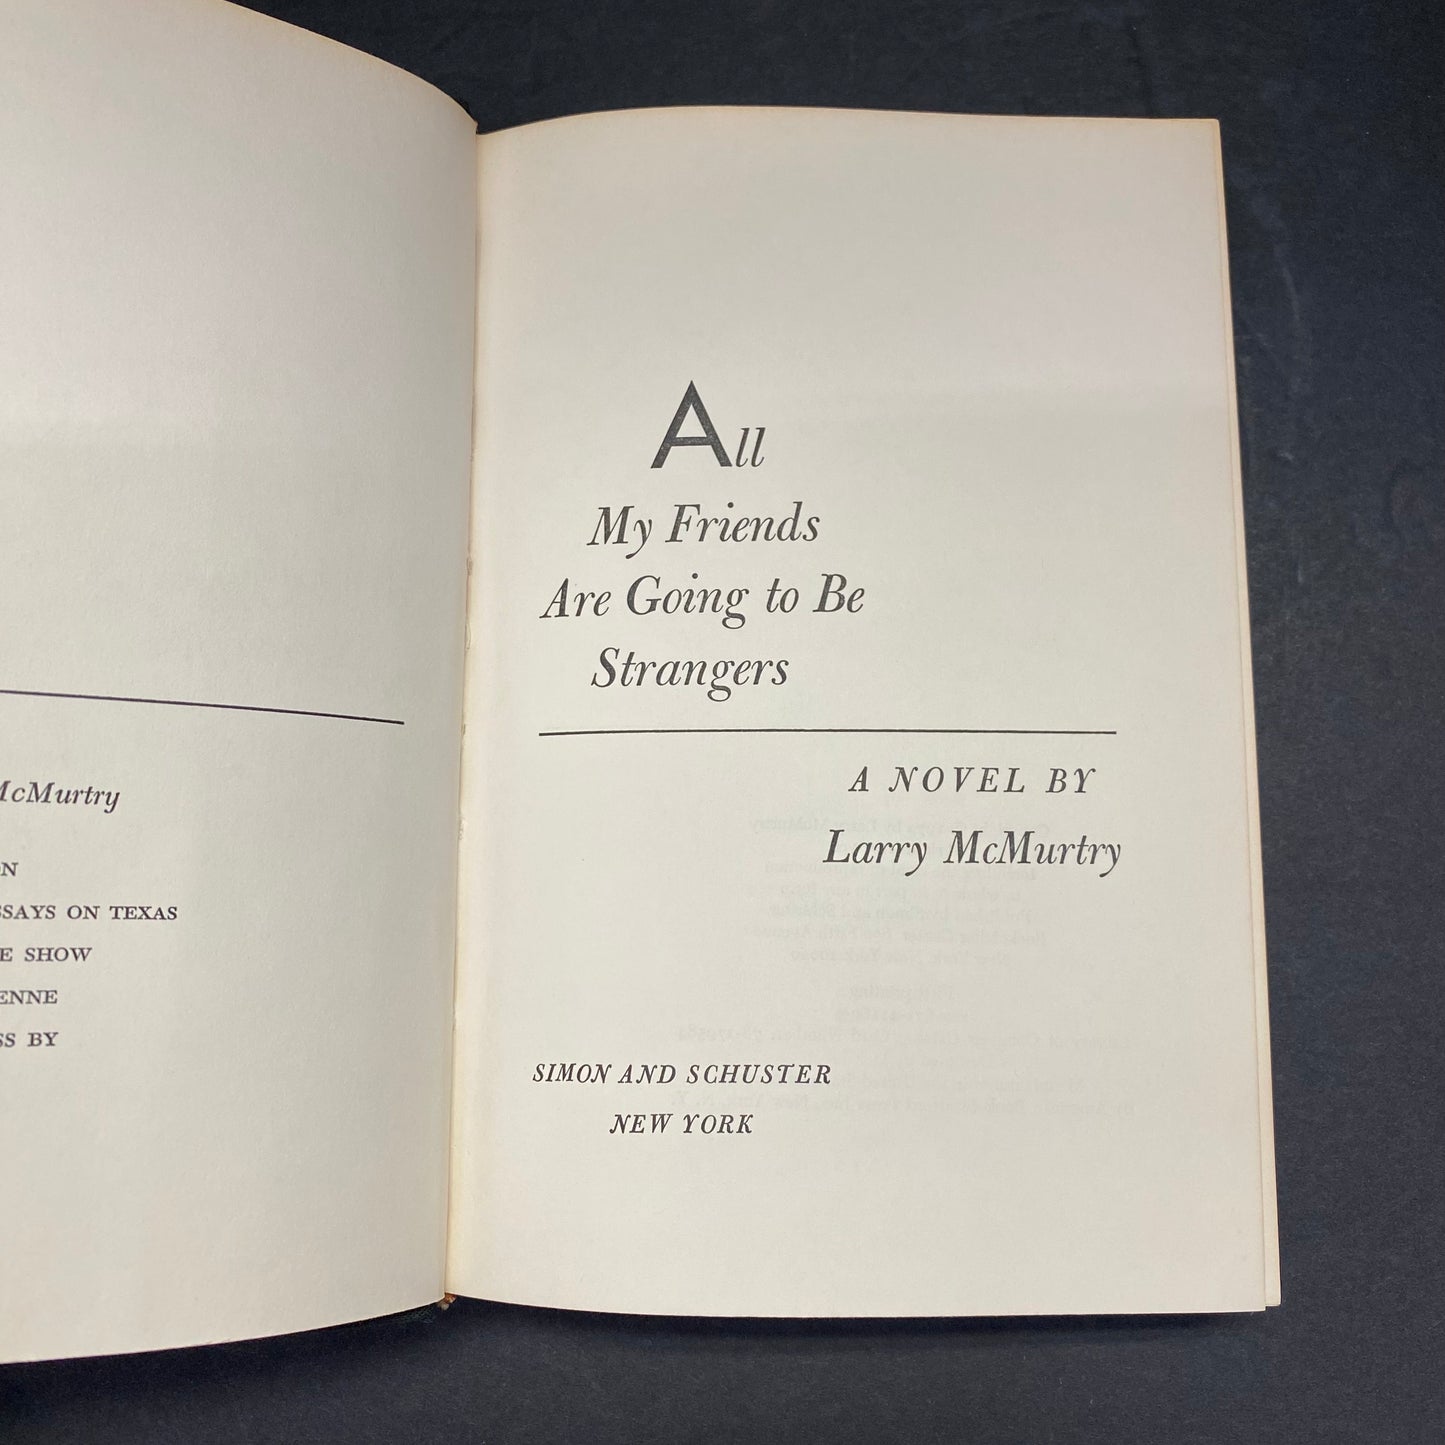 McMurtry
ON
SSAYS ON TEXAS
E SHOW
ENNE
SS BY
All
My Friends
Are Going to Be
Strangers
A NOVEL BY
Larry McMurtry
SIMON AND SCHUSTER
NEW YORK